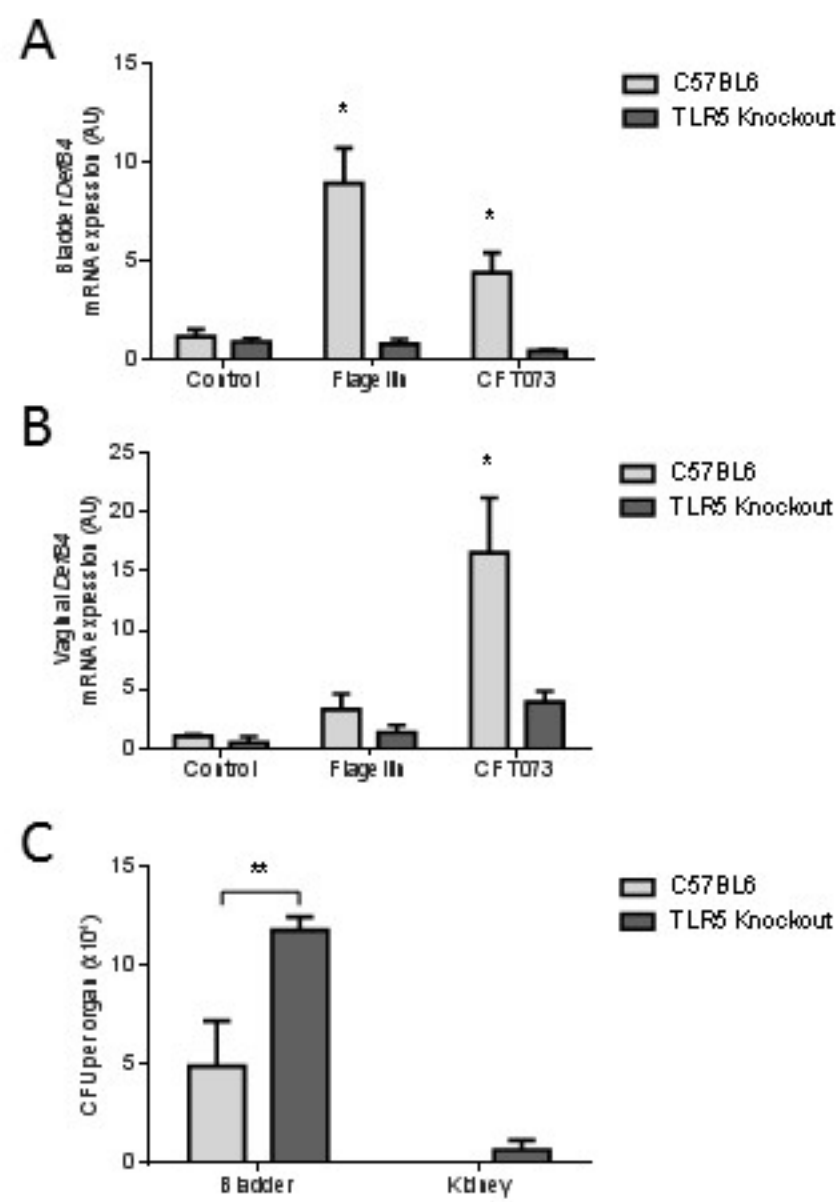 A
15
10
5
0
Bladder DefB4
mRNA expression (AU)
*
*
Control
Flagellin
CFT073
C57BL6
TLR5 Knockout
B
25
20
15
10
5
0
Vaginal DefB4
mRNA expression (AU)
*
Control
Flagellin
CFT073
C57BL6
TLR5 Knockout
C
15
10
5
0
CFU per organ
**
Bladder
Kidney
C57BL6
TLR5 Knockout